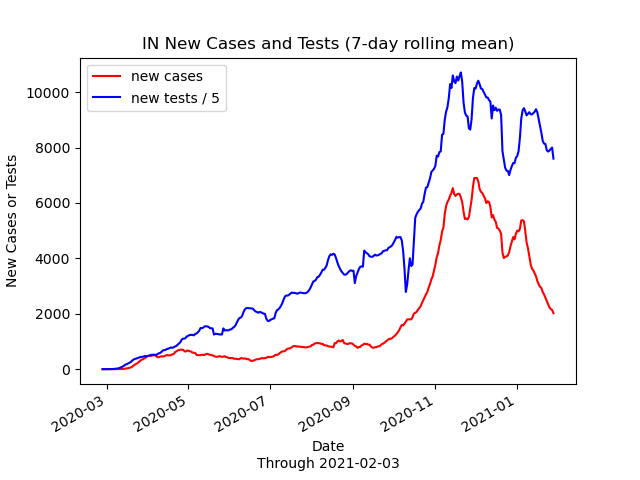 IN New Cases and Tests (7-day rolling mean)
new cases
new tests / 5
New Cases or Tests
10000
8000
6000
4000
2000
0
2020-03
2020-05
2020-07
2020-09
2020-11
2021-01
Date
Through 2021-02-03